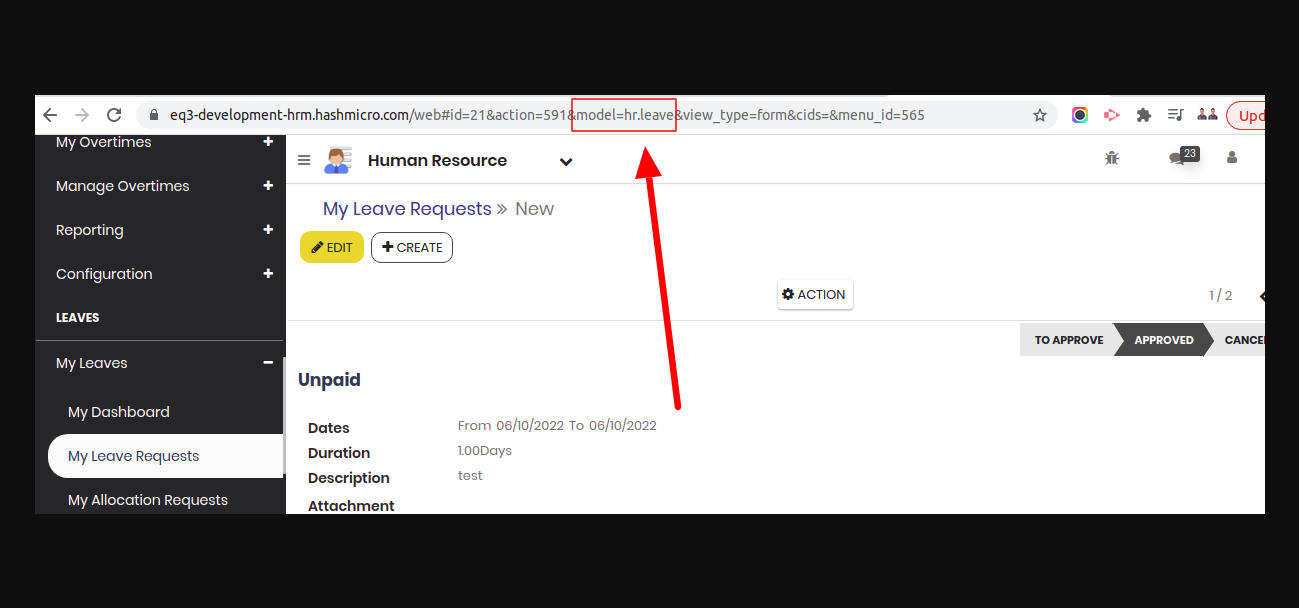 eq3-development-hrm.hashmicro.com/web#id=21&action=591&model=hr.leave&view_type=form&cids=&menu_id=565
Upd
My Overtimes +
Manage Overtimes +
Reporting +
Configuration +
LEAVES
My Leaves −
My Dashboard
My Leave Requests
My Allocation Requests
Human Resource
23
My Leave Requests » New
EDIT
+ CREATE
ACTION
1 / 2
TO APPROVE
APPROVED
CANCE
Unpaid
Dates From 06/10/2022 To 06/10/2022
Duration 1.00Days
Description test
Attachment